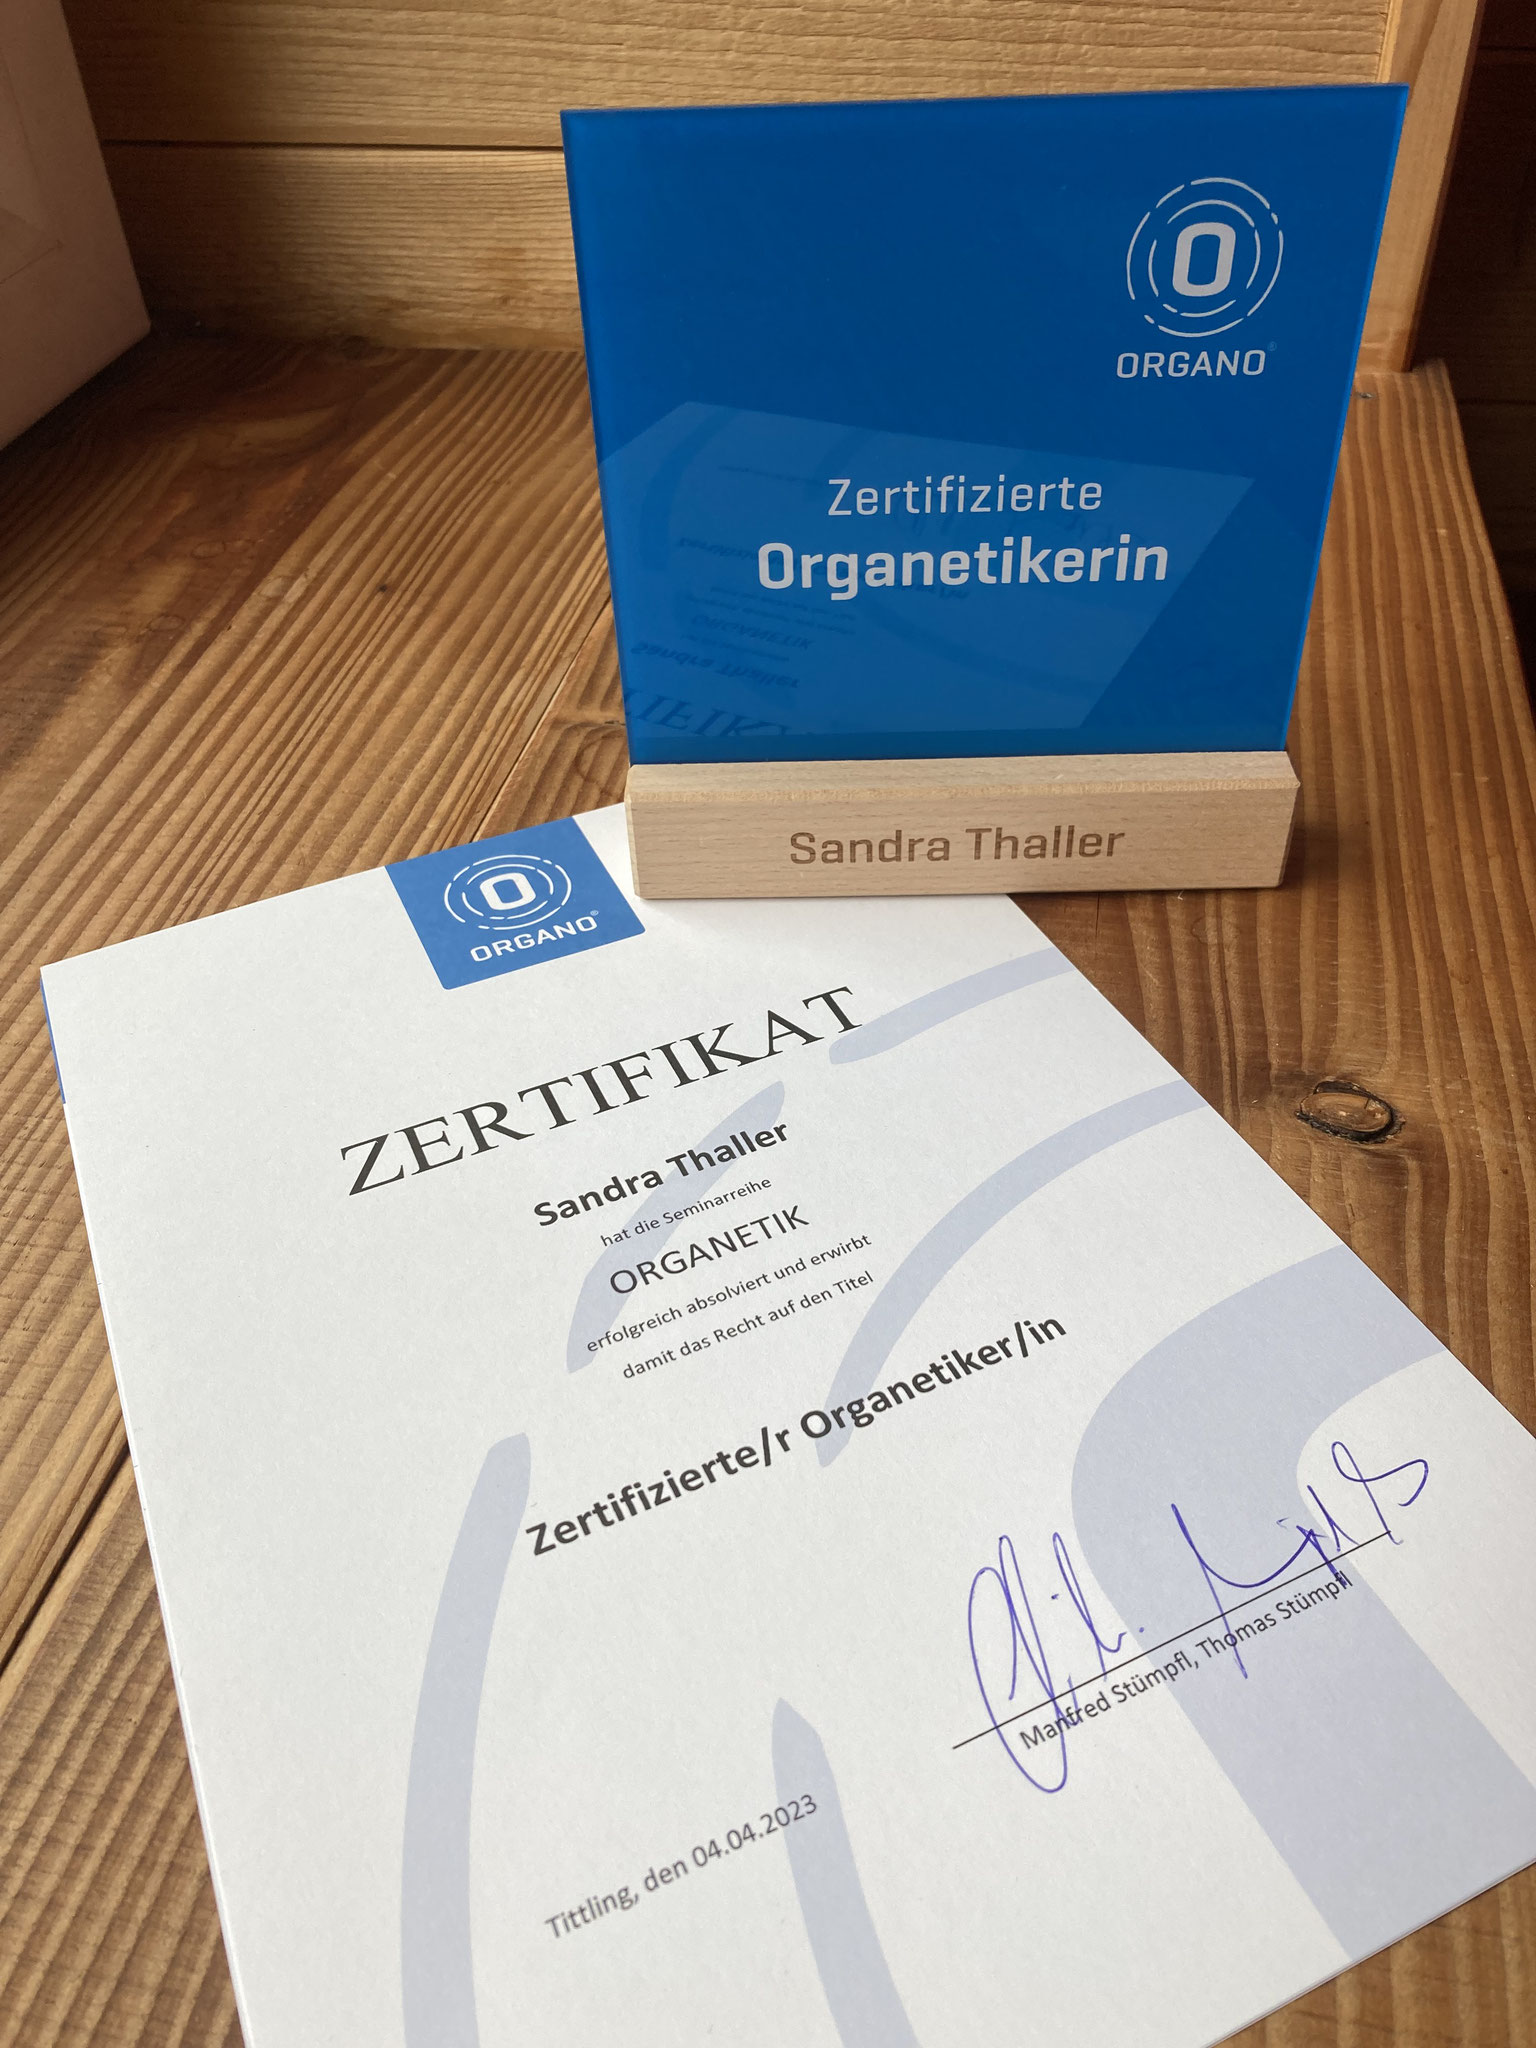 O
ORGANO®
Zertifizierte
Organetikerin
Sandra Thaller
O
ORGANO®
ZERTIFIKAT
Sandra Thaller
hat die Seminarreihe
ORGANETIK
erfolgreich absolviert und erwirbt
damit das Recht auf den Titel
Zertifizierte/r Organetiker/in
Manfred Stümpfl, Thomas Stümpfl
Tittling, den 04.04.2023